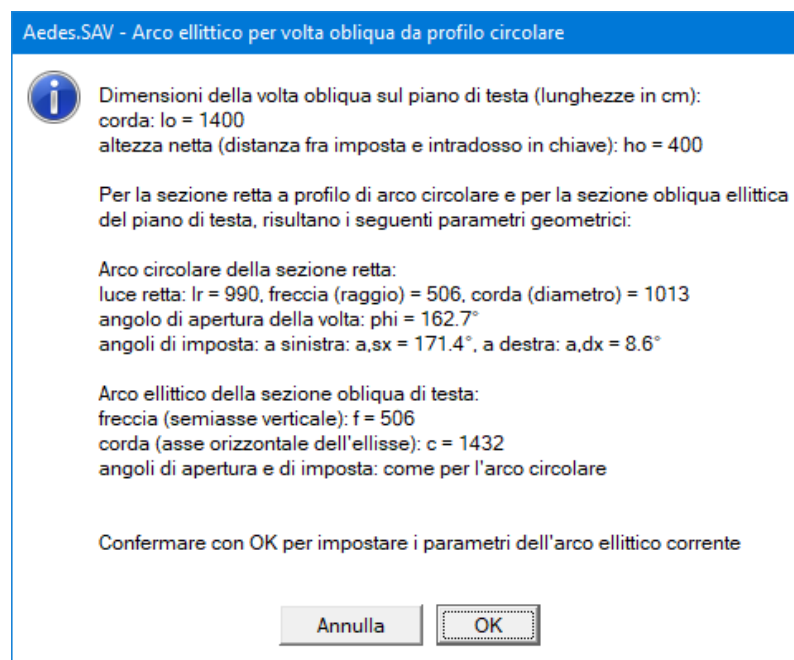 Aedes.SAV - Arco ellittico per volta obliqua da profilo circolare
Dimensioni della volta obliqua sul piano di testa (lunghezze in cm):
corda: lo = 1400
altezza netta (distanza fra imposta e intradosso in chiave): ho = 400
Per la sezione retta a profilo di arco circolare e per la sezione obliqua ellittica
del piano di testa, risultano i seguenti parametri geometrici:
Arco circolare della sezione retta:
luce retta: lr = 990, freccia (raggio) = 506, corda (diametro) = 1013
angolo di apertura della volta: phi = 162.7°
angoli di imposta: a sinistra: a,sx = 171.4°, a destra: a,dx = 8.6°
Arco ellittico della sezione obliqua di testa:
freccia (semiasse verticale): f = 506
corda (asse orizzontale dell'ellisse): c = 1432
angoli di apertura e di imposta: come per l'arco circolare
Confermare con OK per impostare i parametri dell'arco ellittico corrente
Annulla
OK